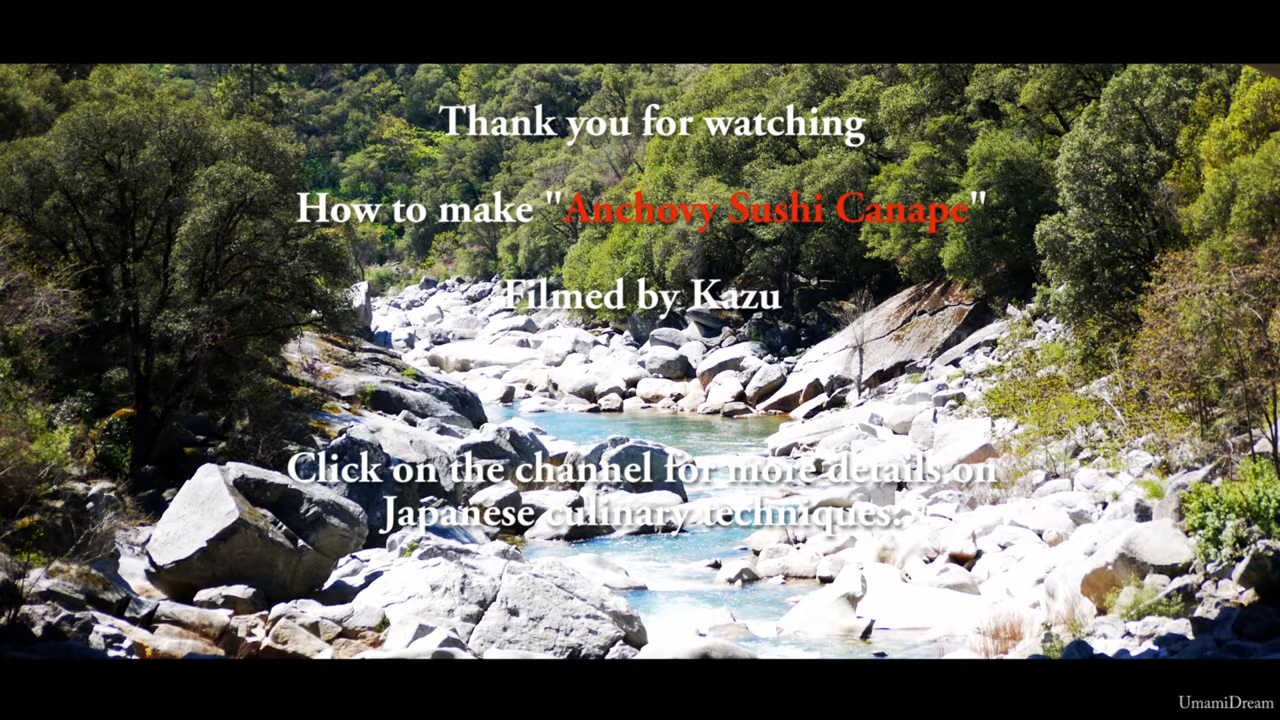 Thank you for watching
How to make "Anchovy Sushi Canape"
Filmed by Kazu
Click on the channel for more details on
Japanese culinary techniques.
UmamiDream